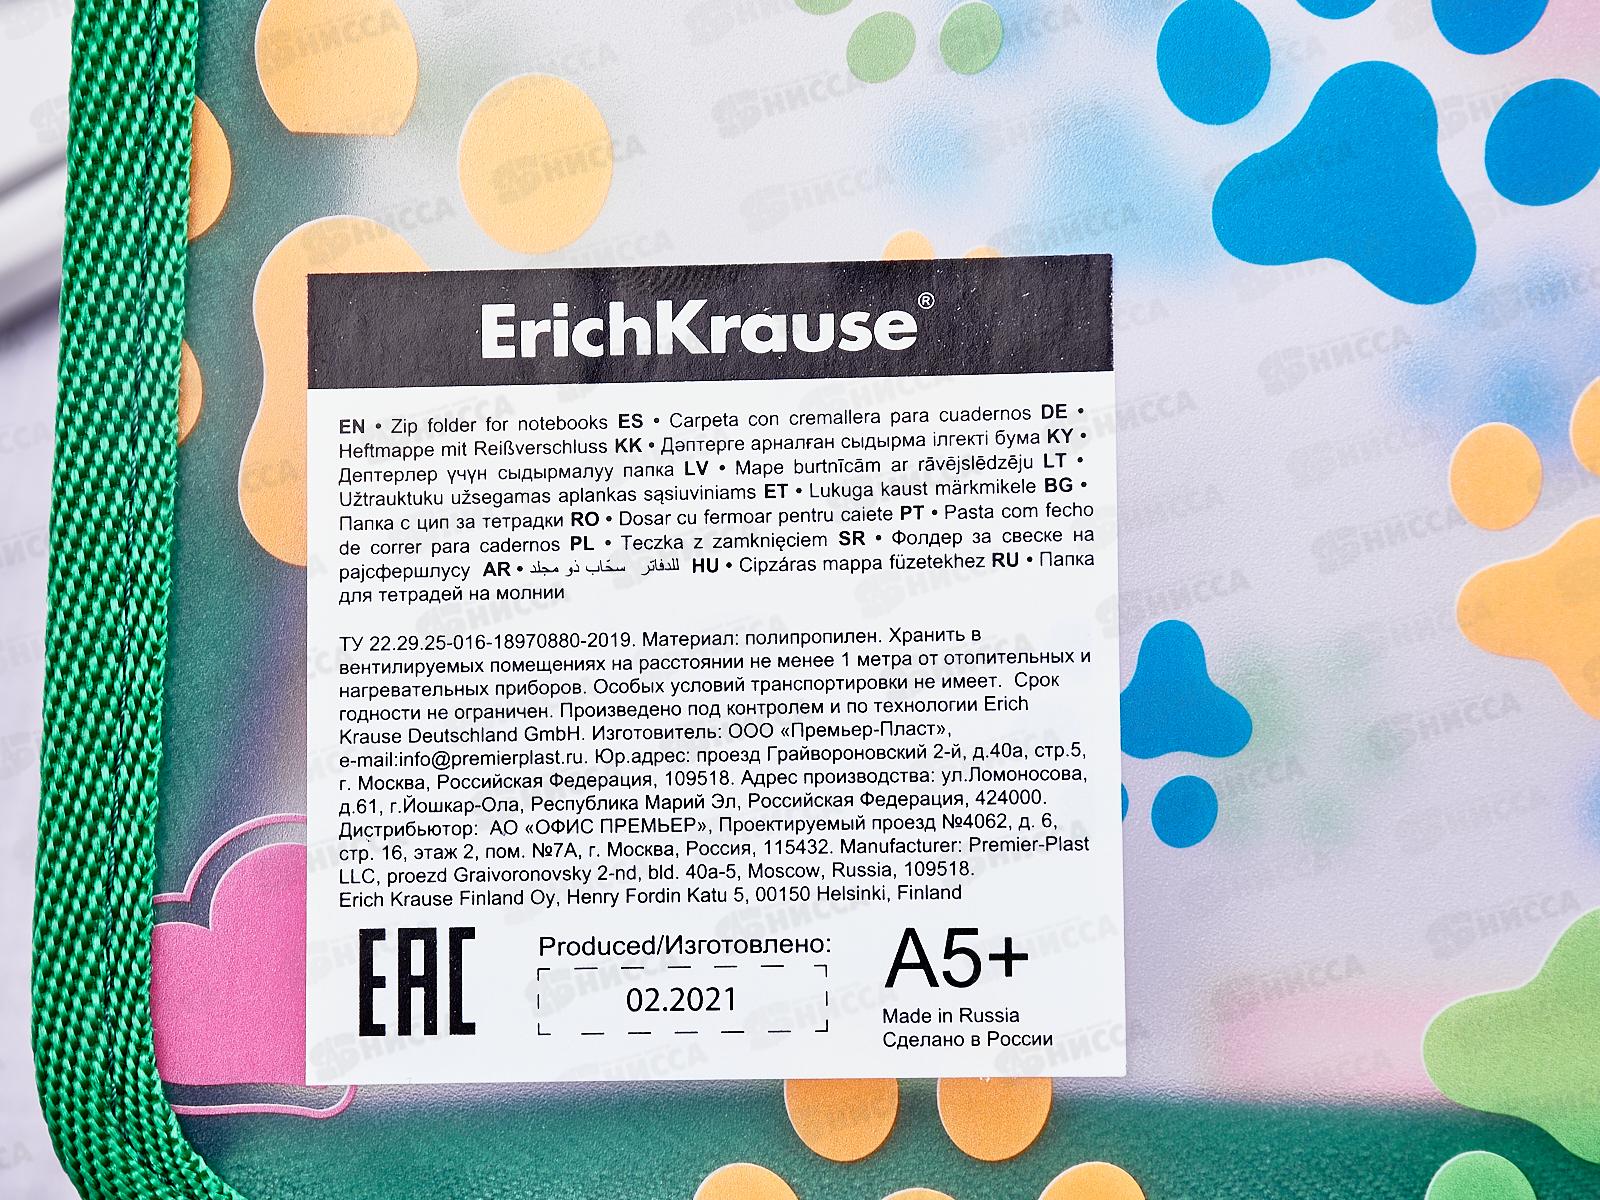 ErichKrause®
EN • Zip folder for notebooks ES • Carpeta con cremallera para cuadernos DE •
Heftmappe mit Reißverschluss KK • Дәптерге арналған сыдырма ілгекті бума KY •
Дептерлер үчүн сыдырмалуу папка LV • Mape burtnīcām ar rāvējslēdzēju LT •
Užtrauktuku užsegamas aplankas sąsiuviniams ET • Lukuga kaust märkmikele BG •
Папка с цип за тетрадки RO • Dosar cu fermoar pentru caiete PT • Pasta com fecho
de correr para cadernos PL • Teczka z zamknięciem SR • Фолдер за свеске на
рајсфершлусу AR • للدفاتر سحّاب ذو مجلد HU • Cipzáras mappa füzetekhez RU • Папка
для тетрадей на молнии
ТУ 22.29.25-016-18970880-2019. Материал: полипропилен. Хранить в
вентилируемых помещениях на расстоянии не менее 1 метра от отопительных и
нагревательных приборов. Особых условий транспортировки не имеет. Срок
годности не ограничен. Произведено под контролем и по технологии Erich
Krause Deutschland GmbH. Изготовитель: ООО «Премьер-Пласт»,
e-mail:info@premierplast.ru. Юр.адрес: проезд Грайвороновский 2-й, д.40а, стр.5,
г. Москва, Российская Федерация, 109518. Адрес производства: ул.Ломоносова,
д.61, г.Йошкар-Ола, Республика Марий Эл, Российская Федерация, 424000.
Дистрибьютор: АО «ОФИС ПРЕМЬЕР», Проектируемый проезд №4062, д. 6,
стр. 16, этаж 2, пом. №7А, г. Москва, Россия, 115432. Manufacturer: Premier-Plast
LLC, proezd Graivoronovsky 2-nd, bld. 40a-5, Moscow, Russia, 109518.
Erich Krause Finland Oy, Henry Fordin Katu 5, 00150 Helsinki, Finland
EAC
Produced/Изготовлено:
02.2021
A5+
Made in Russia
Сделано в России
НИССА